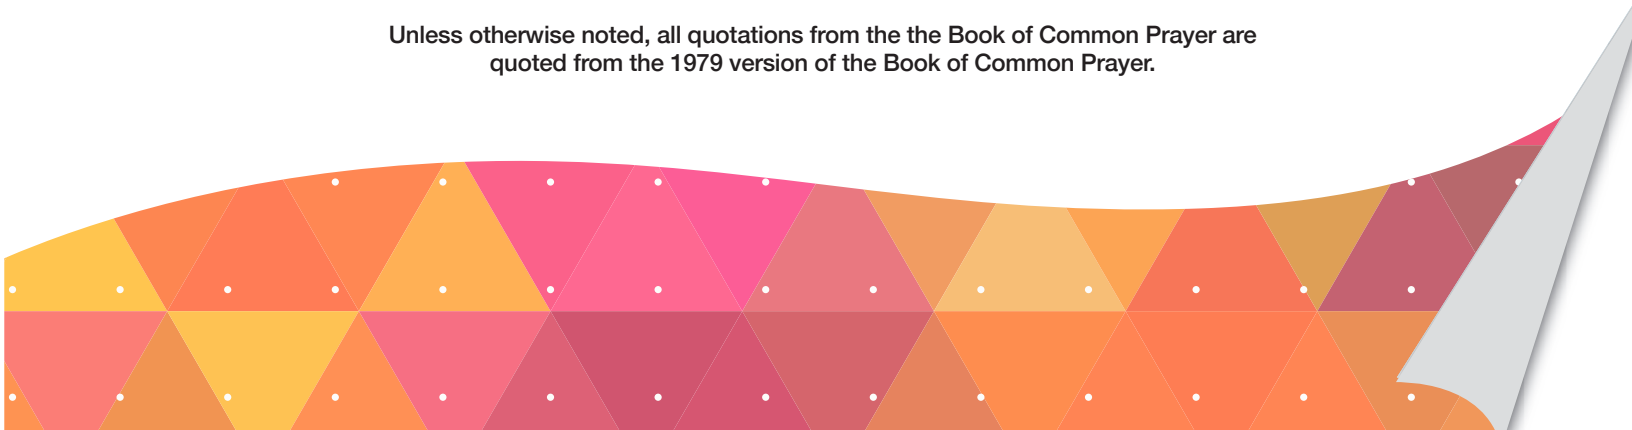 Unless otherwise noted, all quotations from the the Book of Common Prayer are
quoted from the 1979 version of the Book of Common Prayer.